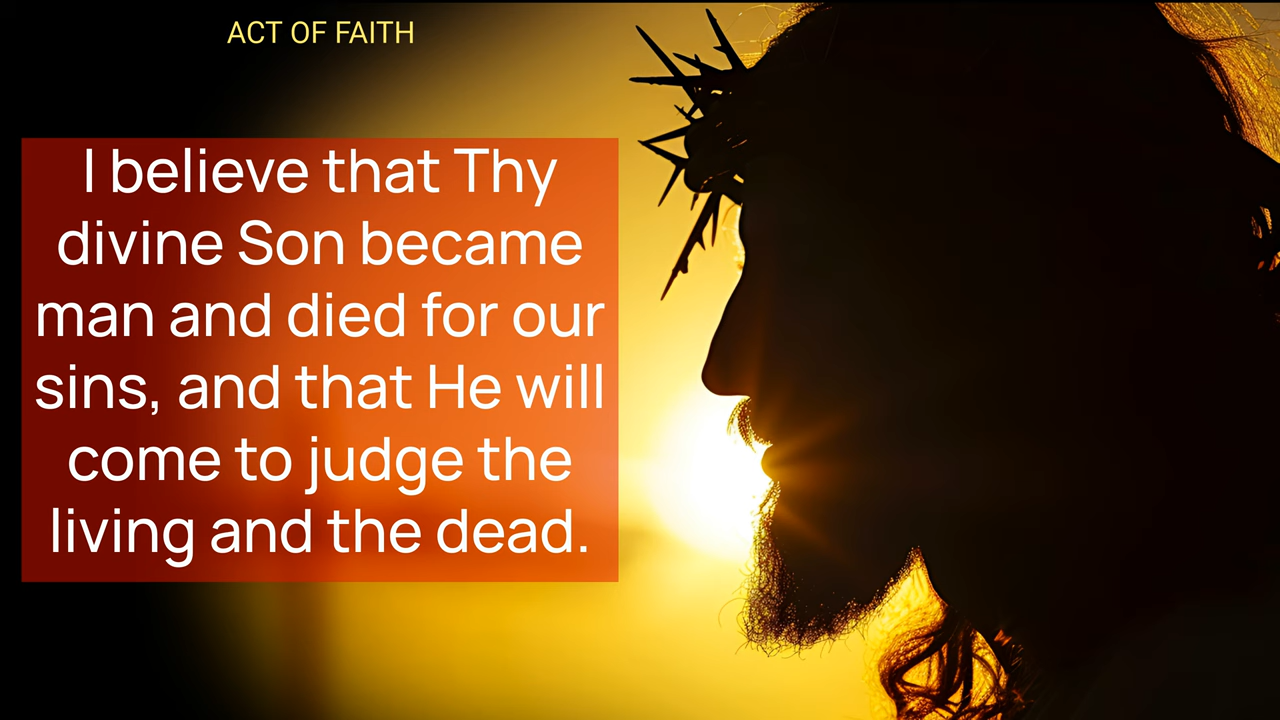 ACT OF FAITH
I believe that Thy
divine Son became
man and died for our
sins, and that He will
come to judge the
living and the dead.